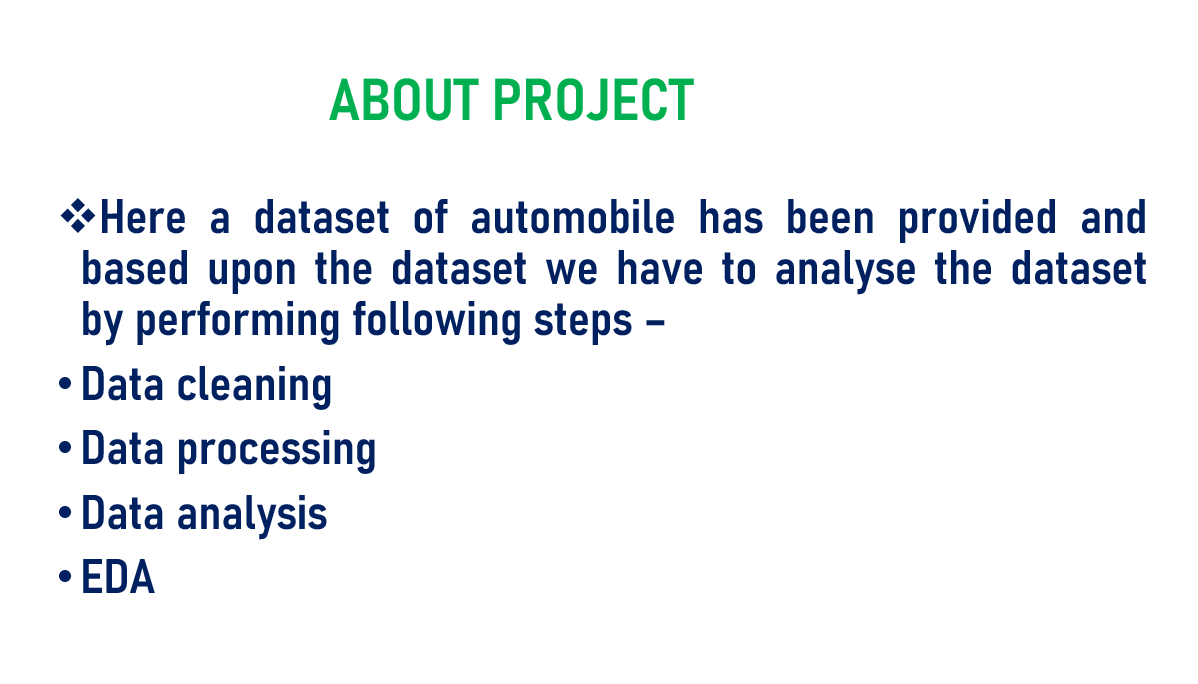 ABOUT PROJECT
❖Here a dataset of automobile has been provided and
based upon the dataset we have to analyse the dataset
by performing following steps –
• Data cleaning
• Data processing
• Data analysis
• EDA